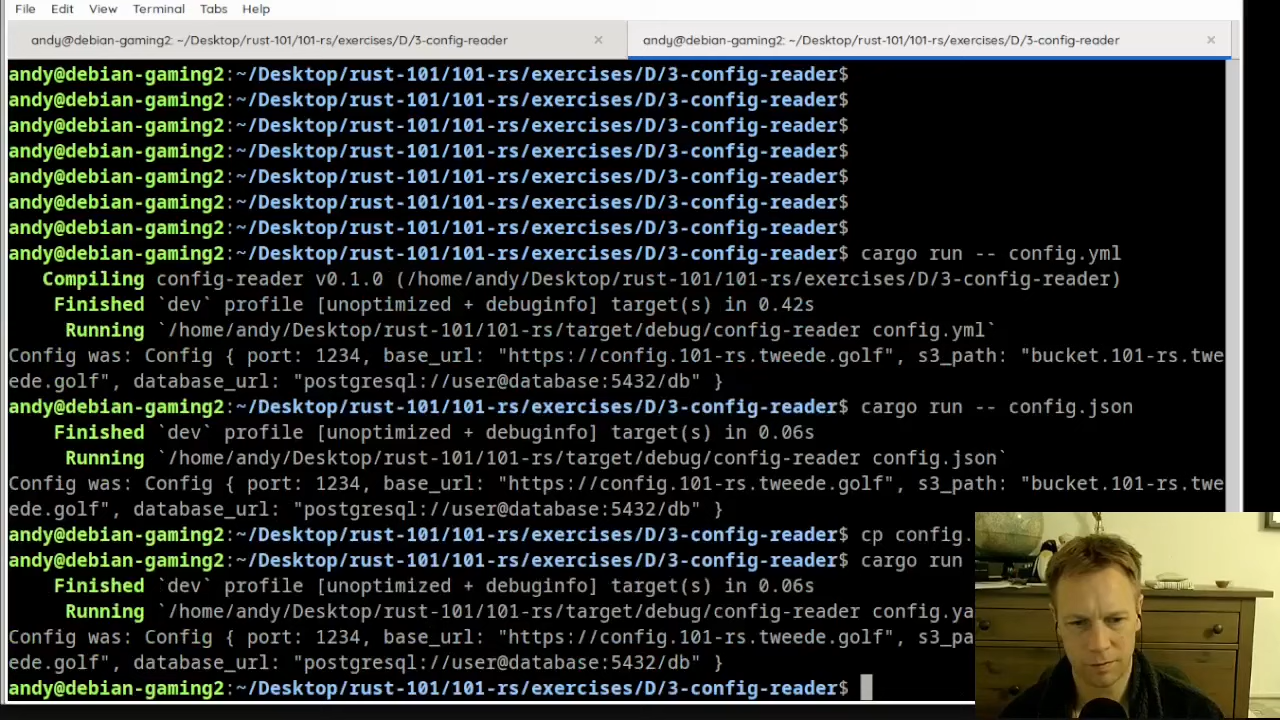 File Edit View Terminal Tabs Help
andy@debian-gaming2: ~/Desktop/rust-101/101-rs/exercises/D/3-config-reader × andy@debian-gaming2: ~/Desktop/rust-101/101-rs/exercises/D/3-config-reader ×
andy@debian-gaming2:~/Desktop/rust-101/101-rs/exercises/D/3-config-reader$
andy@debian-gaming2:~/Desktop/rust-101/101-rs/exercises/D/3-config-reader$
andy@debian-gaming2:~/Desktop/rust-101/101-rs/exercises/D/3-config-reader$
andy@debian-gaming2:~/Desktop/rust-101/101-rs/exercises/D/3-config-reader$
andy@debian-gaming2:~/Desktop/rust-101/101-rs/exercises/D/3-config-reader$
andy@debian-gaming2:~/Desktop/rust-101/101-rs/exercises/D/3-config-reader$
andy@debian-gaming2:~/Desktop/rust-101/101-rs/exercises/D/3-config-reader$
andy@debian-gaming2:~/Desktop/rust-101/101-rs/exercises/D/3-config-reader$ cargo run -- config.yml
Compiling config-reader v0.1.0 (/home/andy/Desktop/rust-101/101-rs/exercises/D/3-config-reader)
Finished `dev` profile [unoptimized + debuginfo] target(s) in 0.42s
Running `/home/andy/Desktop/rust-101/101-rs/target/debug/config-reader config.yml`
Config was: Config { port: 1234, base_url: "https://config.101-rs.tweede.golf", s3_path: "bucket.101-rs.twe
ede.golf", database_url: "postgresql://user@database:5432/db" }
andy@debian-gaming2:~/Desktop/rust-101/101-rs/exercises/D/3-config-reader$ cargo run -- config.json
Finished `dev` profile [unoptimized + debuginfo] target(s) in 0.06s
Running `/home/andy/Desktop/rust-101/101-rs/target/debug/config-reader config.json`
Config was: Config { port: 1234, base_url: "https://config.101-rs.tweede.golf", s3_path: "bucket.101-rs.twe
ede.golf", database_url: "postgresql://user@database:5432/db" }
andy@debian-gaming2:~/Desktop/rust-101/101-rs/exercises/D/3-config-reader$ cp config.
andy@debian-gaming2:~/Desktop/rust-101/101-rs/exercises/D/3-config-reader$ cargo run
Finished `dev` profile [unoptimized + debuginfo] target(s) in 0.06s
Running `/home/andy/Desktop/rust-101/101-rs/target/debug/config-reader config.ya
Config was: Config { port: 1234, base_url: "https://config.101-rs.tweede.golf", s3_pa
ede.golf", database_url: "postgresql://user@database:5432/db" }
andy@debian-gaming2:~/Desktop/rust-101/101-rs/exercises/D/3-config-reader$